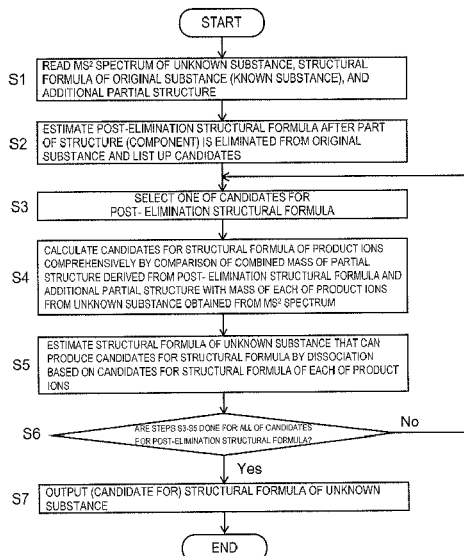 START
S1
READ MS² SPECTRUM OF UNKNOWN SUBSTANCE, STRUCTURAL
FORMULA OF ORIGINAL SUBSTANCE (KNOWN SUBSTANCE), AND
ADDITIONAL PARTIAL STRUCTURE
S2
ESTIMATE POST-ELIMINATION STRUCTURAL FORMULA AFTER PART
OF STRUCTURE (COMPONENT) IS ELIMINATED FROM ORIGINAL
SUBSTANCE AND LIST UP CANDIDATES
S3
SELECT ONE OF CANDIDATES FOR
POST- ELIMINATION STRUCTURAL FORMULA
S4
CALCULATE CANDIDATES FOR STRUCTURAL FORMULA OF PRODUCT IONS
COMPREHENSIVELY BY COMPARISON OF COMBINED MASS OF PARTIAL
STRUCTURE DERIVED FROM POST- ELIMINATION STRUCTURAL FORMULA AND
ADDITIONAL PARTIAL STRUCTURE WITH MASS OF EACH OF PRODUCT IONS
FROM UNKNOWN SUBSTANCE OBTAINED FROM MS² SPECTRUM
S5
ESTIMATE STRUCTURAL FORMULA OF UNKNOWN SUBSTANCE THAT CAN
PRODUCE CANDIDATES FOR STRUCTURAL FORMULA BY DISSOCIATION
BASED ON CANDIDATES FOR STRUCTURAL FORMULA OF EACH OF PRODUCT
IONS
S6
ARE STEPS S3-S5 DONE FOR ALL OF CANDIDATES
FOR POST-ELIMINATION STRUCTURAL FORMULA?
No
Yes
S7
OUTPUT (CANDIDATE FOR) STRUCTURAL FORMULA OF UNKNOWN
SUBSTANCE
END